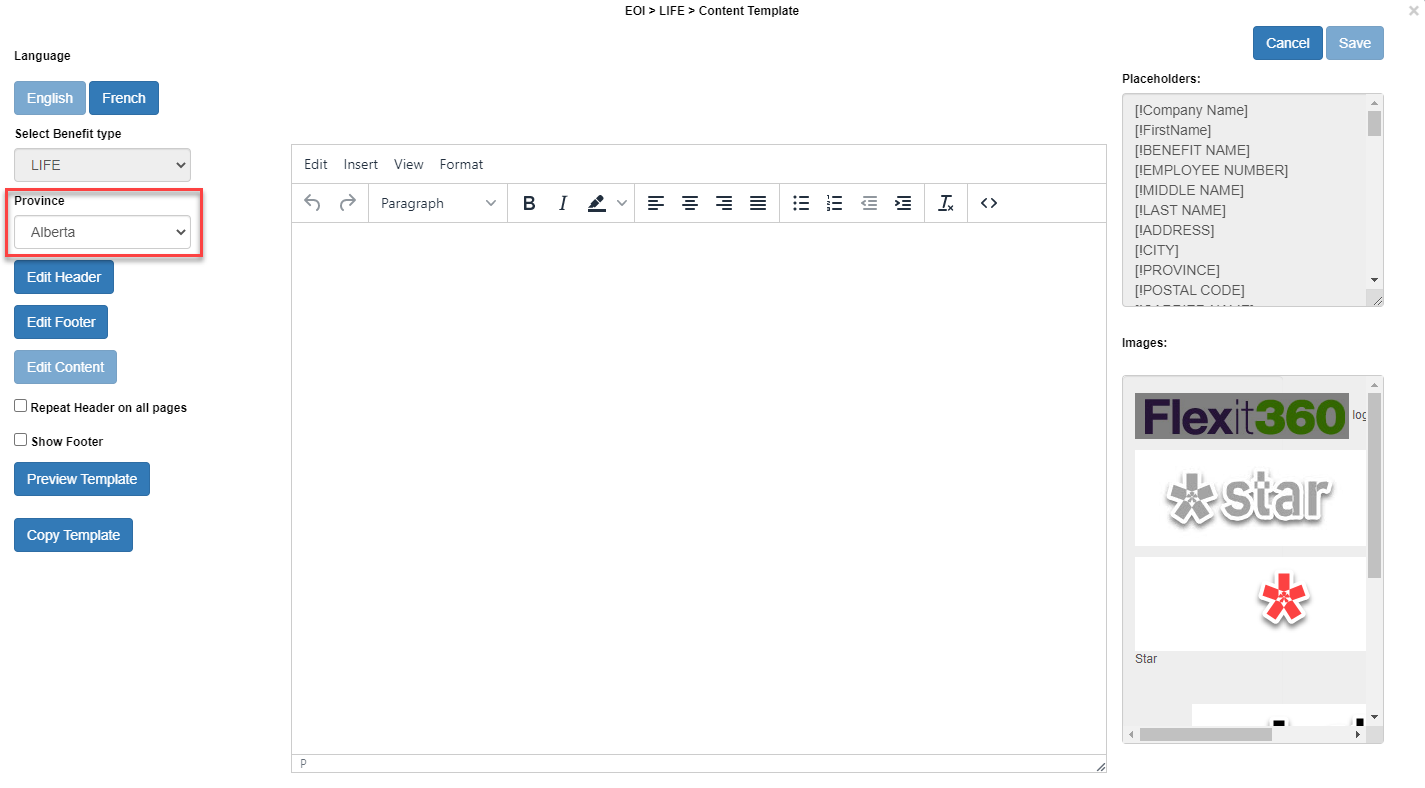 EOI > LIFE > Content Template
×
Cancel
Save
Language
English
French
Select Benefit type
LIFE
Province
Alberta
Edit Header
Edit Footer
Edit Content
Repeat Header on all pages
Show Footer
Preview Template
Copy Template
Edit Insert View Format
Paragraph
B I
P
Placeholders:
[!Company Name]
[!FirstName]
[!BENEFIT NAME]
[!EMPLOYEE NUMBER]
[!MIDDLE NAME]
[!LAST NAME]
[!ADDRESS]
[!CITY]
[!PROVINCE]
[!POSTAL CODE]
Images:
Flexit360
star
Star